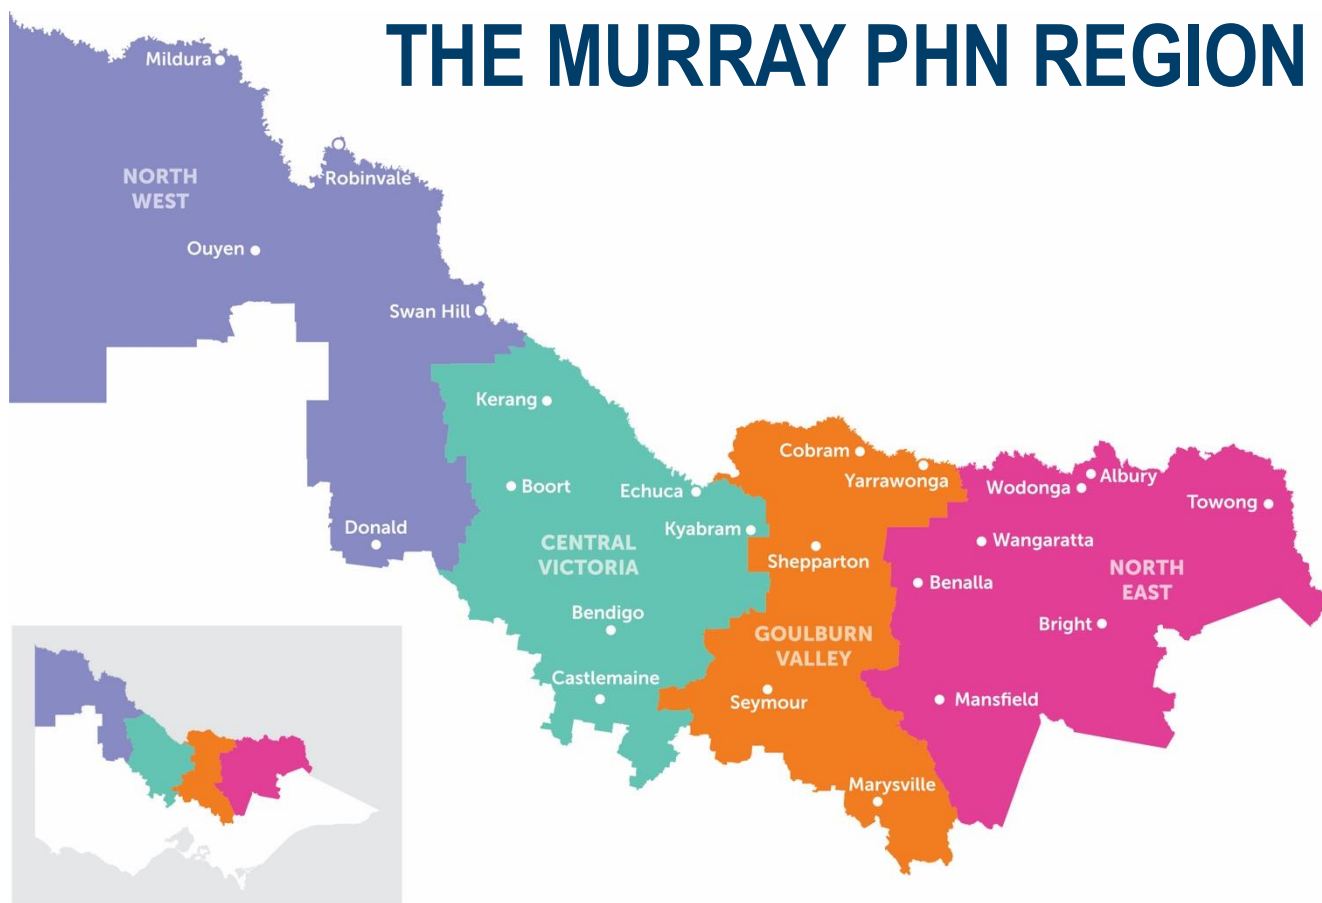 THE MURRAY PHN REGION
Mildura
Robinvale
NORTH
WEST
Ouyen
Swan Hill
Kerang
Boort
Echuca
Kyabram
Donald
CENTRAL
VICTORIA
Bendigo
Castlemaine
Cobram
Yarrawonga
Shepparton
GOULBURN
VALLEY
Seymour
Marysville
Wodonga
Albury
Towong
Wangaratta
Benalla
NORTH
EAST
Bright
Mansfield